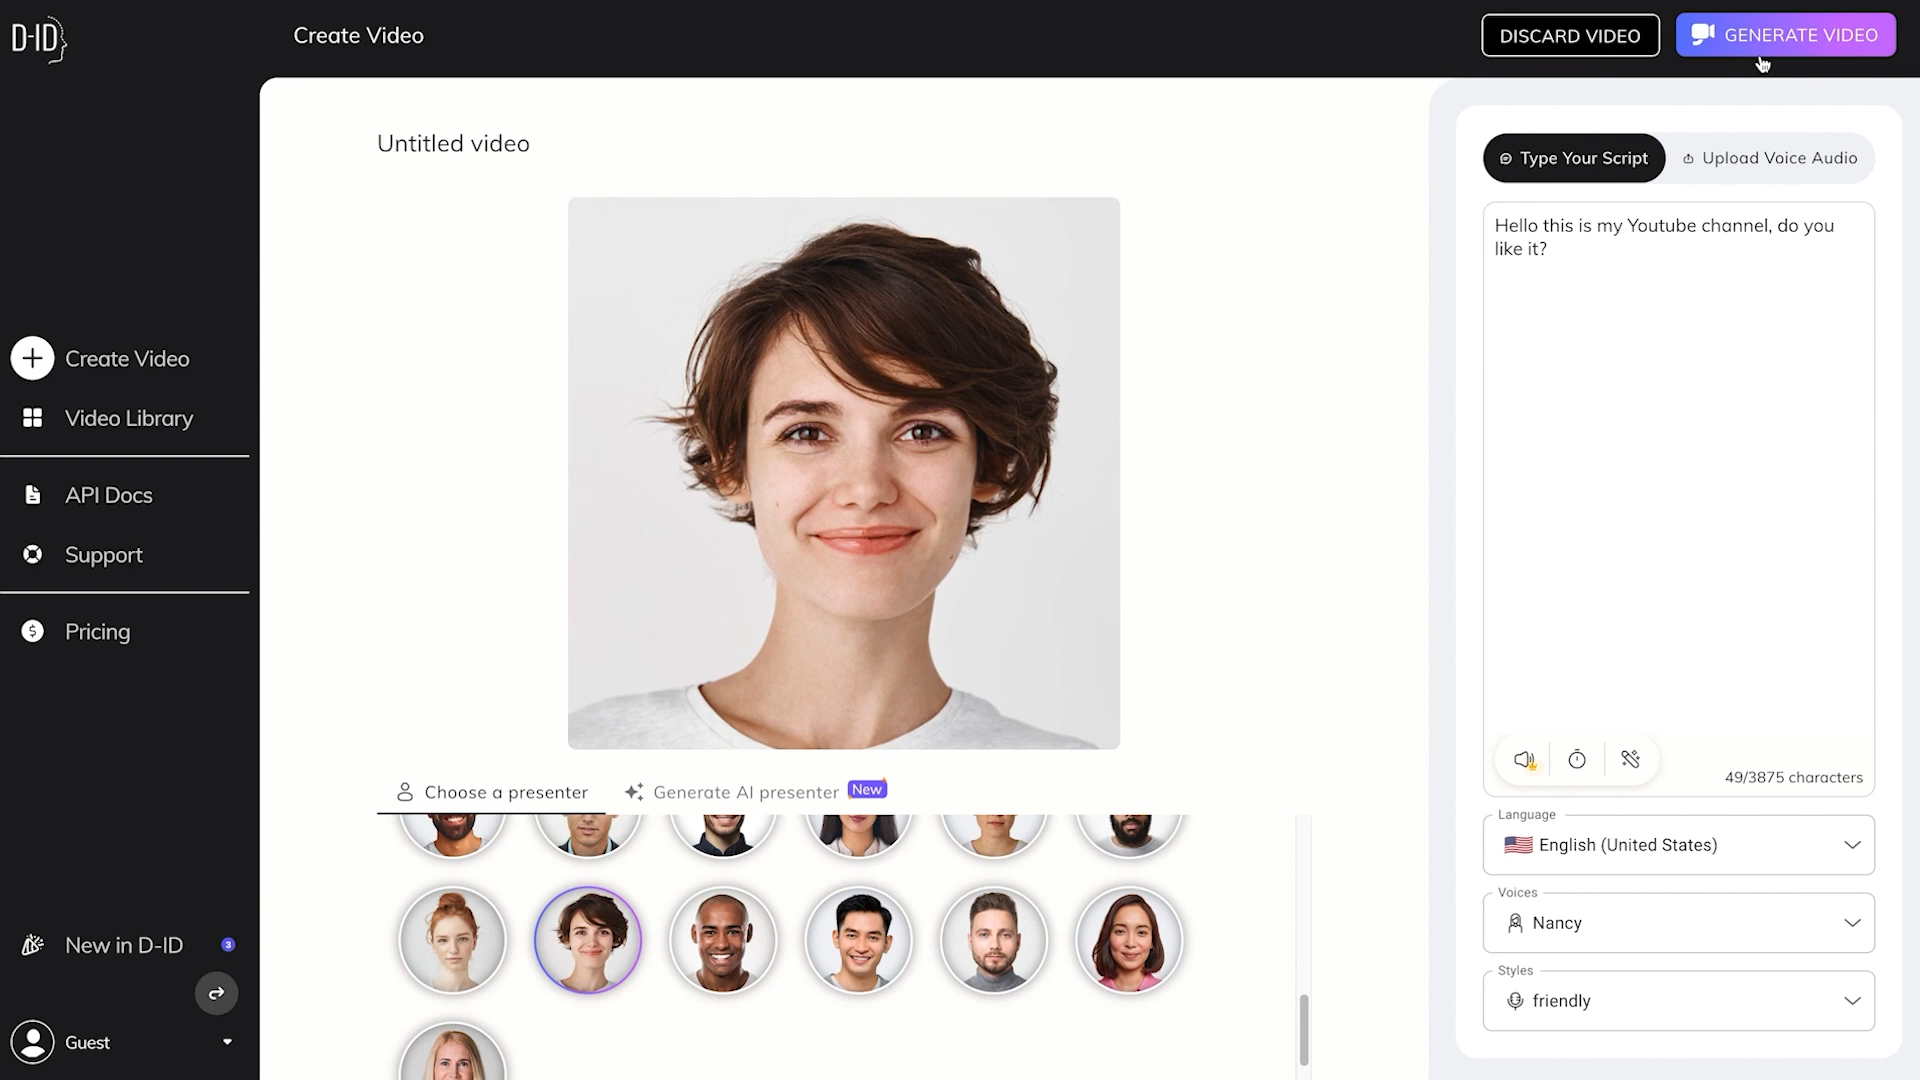 D-ID
Create Video
DISCARD VIDEO
GENERATE VIDEO
Untitled video
Type Your Script
Upload Voice Audio
Hello this is my Youtube channel, do you
like it?
Create Video
Video Library
API Docs
Support
Pricing
49/3875 characters
Choose a presenter
Generate AI presenter
New
Language
English (United States)
Voices
Nancy
Styles
friendly
New in D-ID
3
Guest